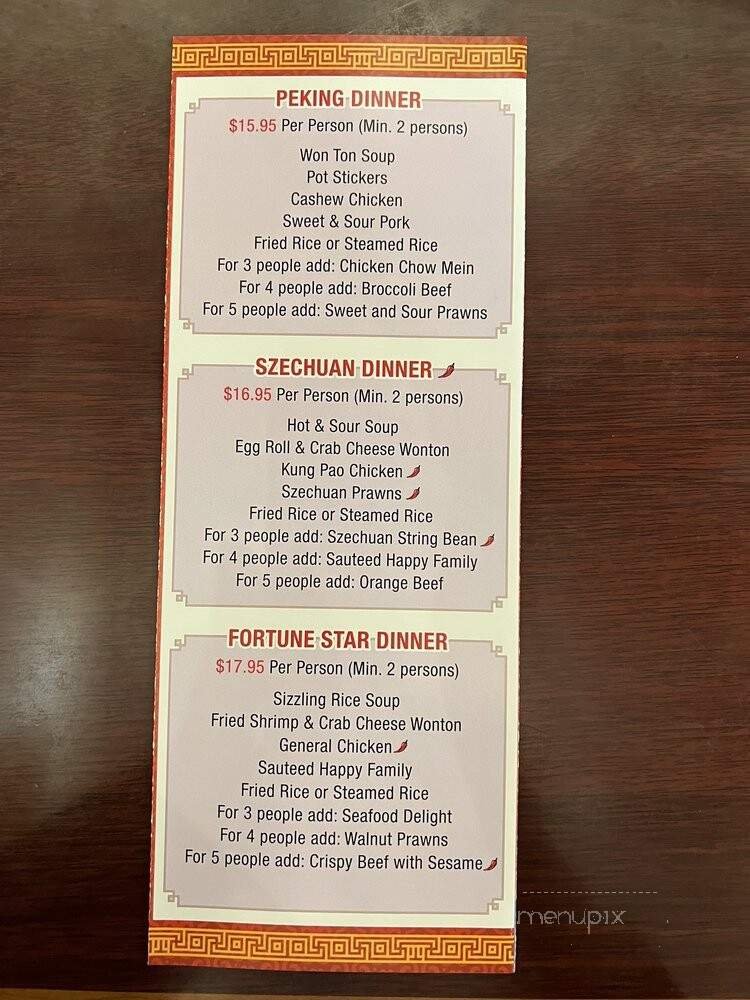 PEKING DINNER
$15.95 Per Person (Min. 2 persons)
Won Ton Soup
Pot Stickers
Cashew Chicken
Sweet & Sour Pork
Fried Rice or Steamed Rice
For 3 people add: Chicken Chow Mein
For 4 people add: Broccoli Beef
For 5 people add: Sweet and Sour Prawns
SZECHUAN DINNER
$16.95 Per Person (Min. 2 persons)
Hot & Sour Soup
Egg Roll & Crab Cheese Wonton
Kung Pao Chicken
Szechuan Prawns
Fried Rice or Steamed Rice
For 3 people add: Szechuan String Bean
For 4 people add: Sauteed Happy Family
For 5 people add: Orange Beef
FORTUNE STAR DINNER
$17.95 Per Person (Min. 2 persons)
Sizzling Rice Soup
Fried Shrimp & Crab Cheese Wonton
General Chicken
Sauteed Happy Family
Fried Rice or Steamed Rice
For 3 people add: Seafood Delight
For 4 people add: Walnut Prawns
For 5 people add: Crispy Beef with Sesame
menupix